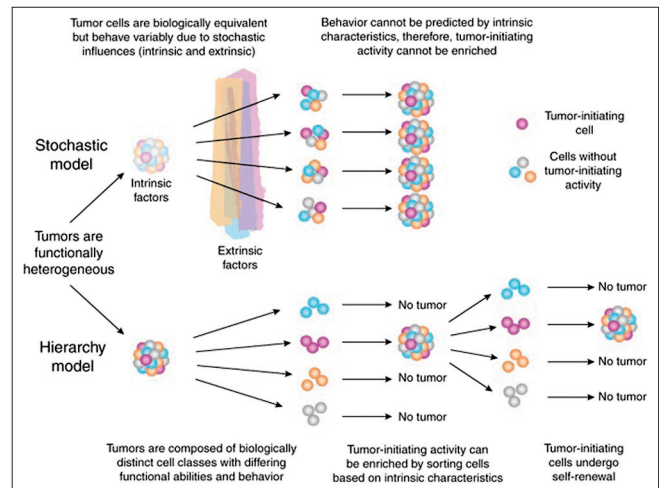 Tumor cells are biologically equivalent
but behave variably due to stochastic
influences (intrinsic and extrinsic)
Behavior cannot be predicted by intrinsic
characteristics, therefore, tumor-initiating
activity cannot be enriched
Stochastic
model
Intrinsic
factors
Extrinsic
factors
Tumor-initiating
cell
Cells without
tumor-initiating
activity
Tumors are
functionally
heterogeneous
Hierarchy
model
No tumor
No tumor
No tumor
No tumor
No tumor
No tumor
Tumors are composed of biologically
distinct cell classes with differing
functional abilities and behavior
Tumor-initiating activity can
be enriched by sorting cells
based on intrinsic characteristics
Tumor-initiating
cells undergo
self-renewal